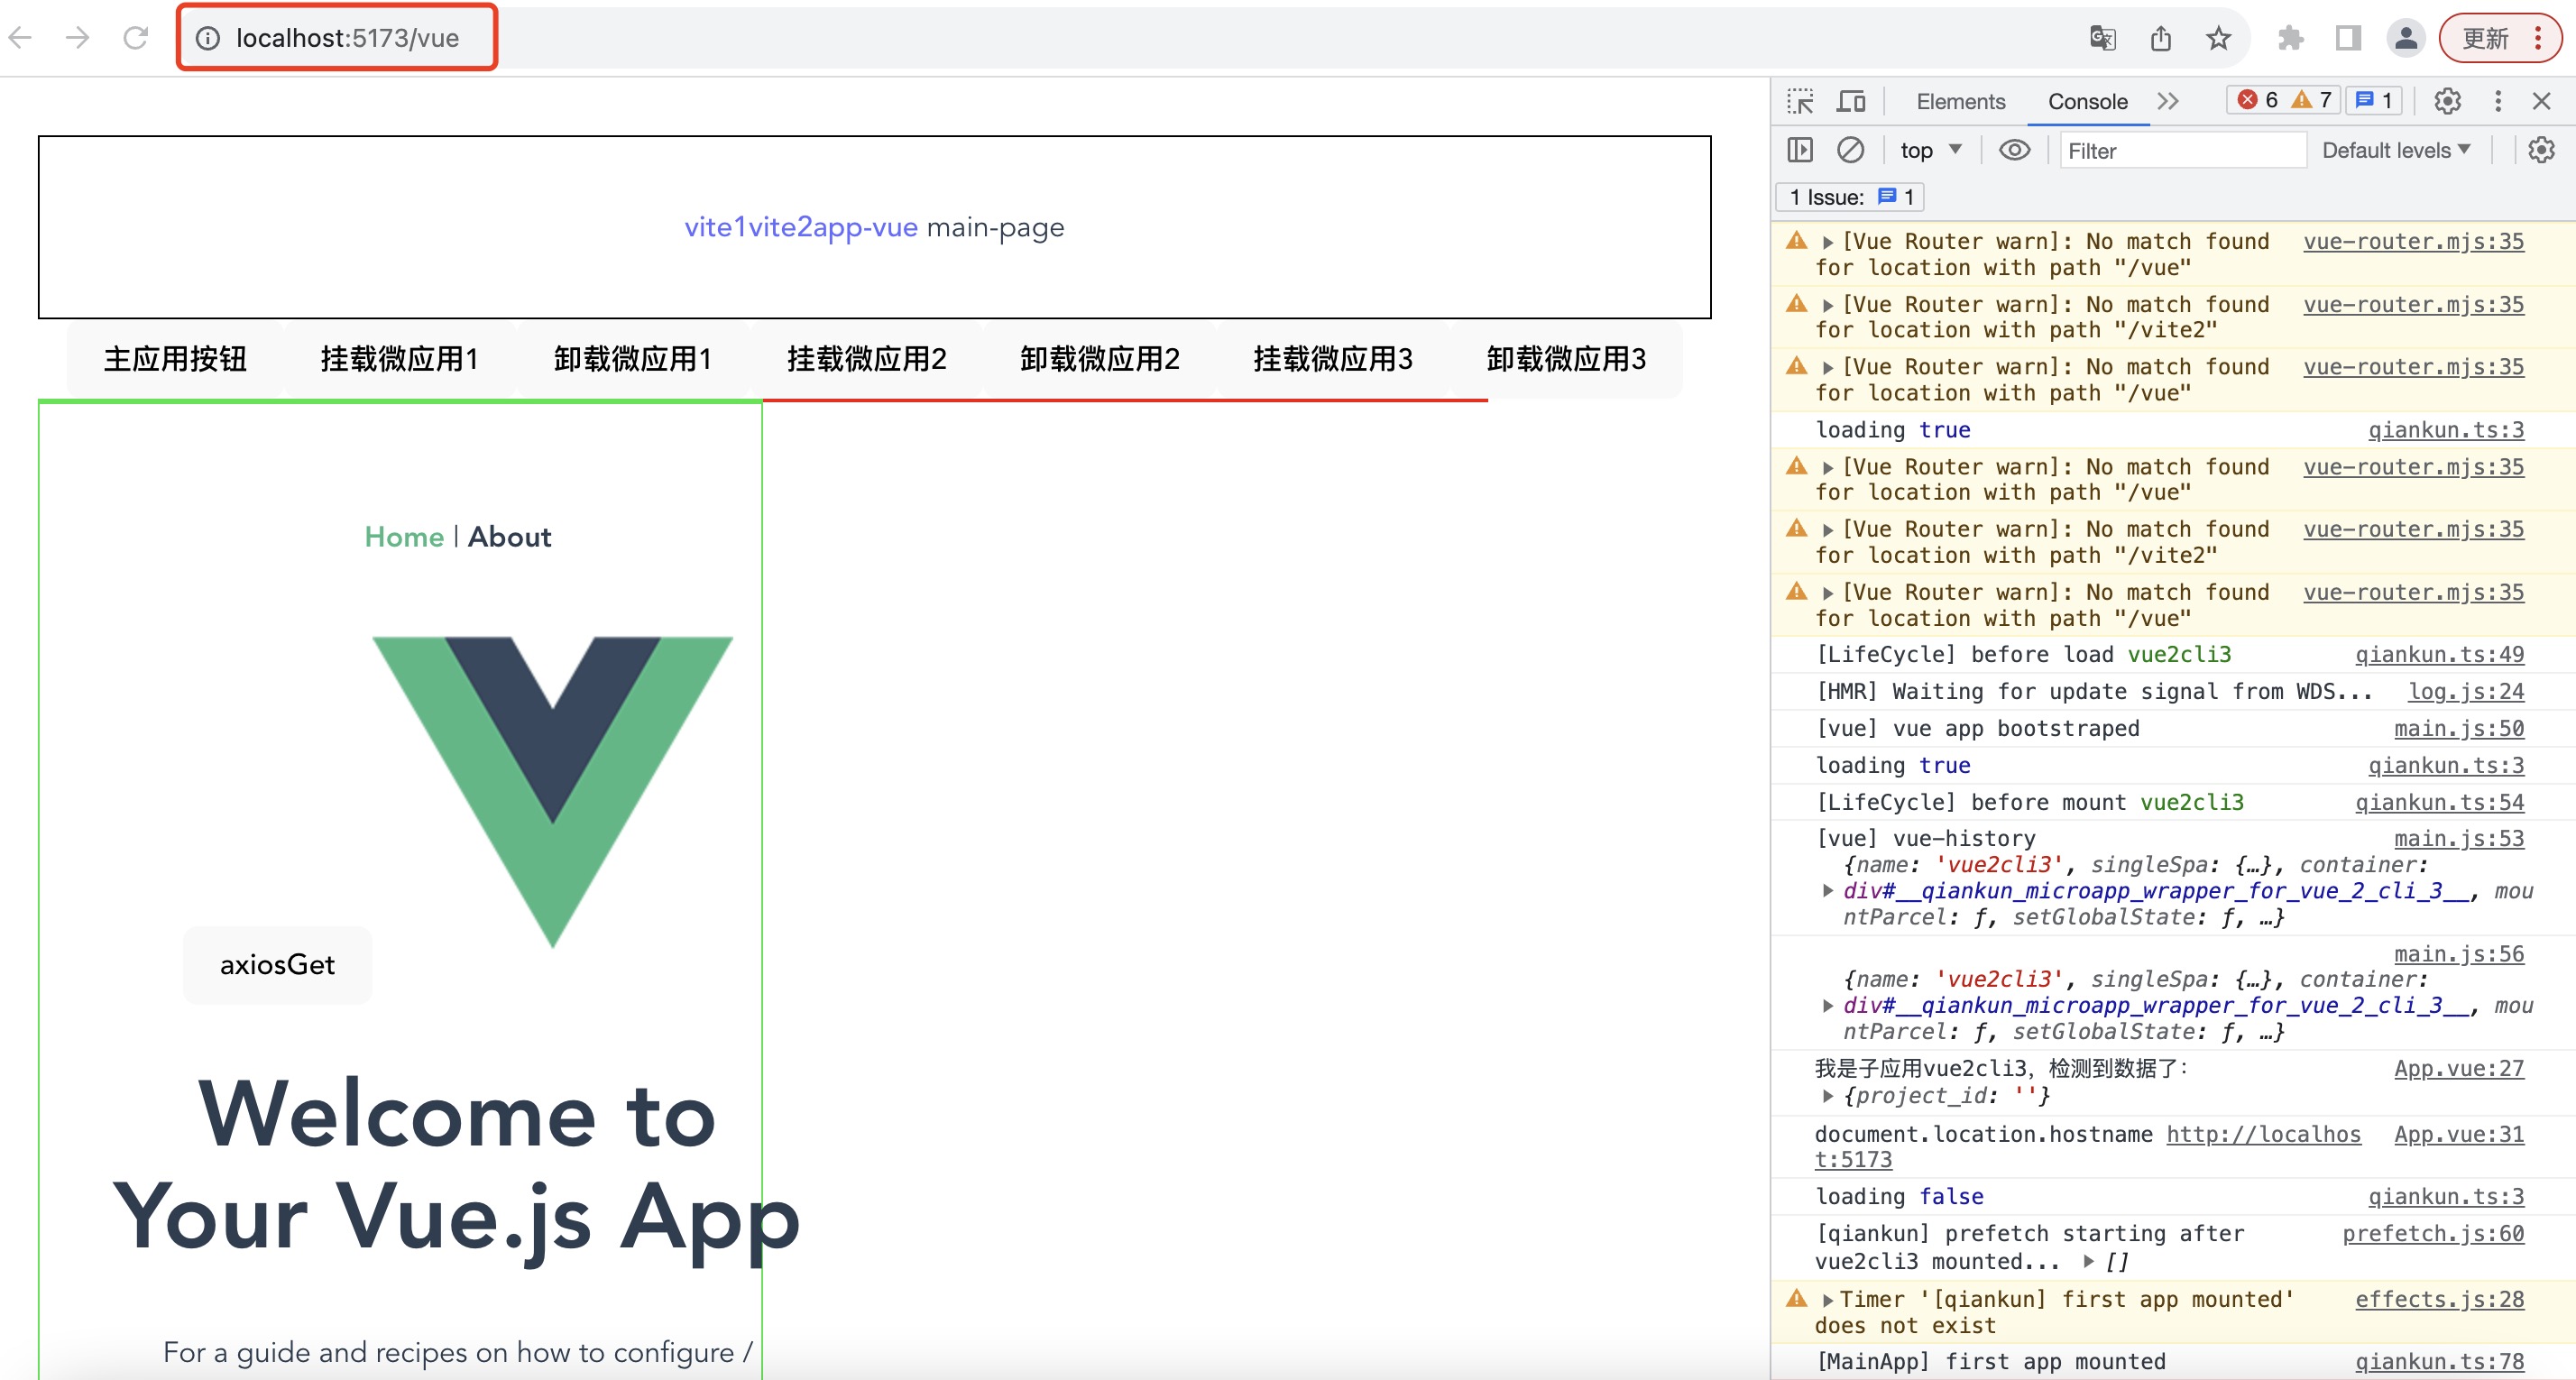 localhost:5173/vue
更新
vite1vite2app-vue main-page
主应用按钮 挂载微应用1 卸载微应用1 挂载微应用2 卸载微应用2 挂载微应用3 卸载微应用3
Home | About
axiosGet
Welcome to
Your Vue.js App
For a guide and recipes on how to configure /
Elements Console 6 7 1
top Filter Default levels
1 Issue: 1
[Vue Router warn]: No match found vue-router.mjs:35
for location with path "/vue"
[Vue Router warn]: No match found vue-router.mjs:35
for location with path "/vite2"
[Vue Router warn]: No match found vue-router.mjs:35
for location with path "/vue"
loading true qiankun.ts:3
[Vue Router warn]: No match found vue-router.mjs:35
for location with path "/vue"
[Vue Router warn]: No match found vue-router.mjs:35
for location with path "/vite2"
[Vue Router warn]: No match found vue-router.mjs:35
for location with path "/vue"
[LifeCycle] before load vue2cli3 qiankun.ts:49
[HMR] Waiting for update signal from WDS... log.js:24
[vue] vue app bootstraped main.js:50
loading true qiankun.ts:3
[LifeCycle] before mount vue2cli3 qiankun.ts:54
[vue] vue-history main.js:53
{name: 'vue2cli3', singleSpa: {…}, container:
div#__qiankun_microapp_wrapper_for_vue_2_cli_3__, mou
ntParcel: ƒ, setGlobalState: ƒ, …}
main.js:56
{name: 'vue2cli3', singleSpa: {…}, container:
div#__qiankun_microapp_wrapper_for_vue_2_cli_3__, mou
ntParcel: ƒ, setGlobalState: ƒ, …}
我是子应用vue2cli3，检测到数据了： App.vue:27
{project_id: ''}
document.location.hostname http://localhos App.vue:31
t:5173
loading false qiankun.ts:3
[qiankun] prefetch starting after prefetch.js:60
vue2cli3 mounted... []
Timer '[qiankun] first app mounted' effects.js:28
does not exist
[MainApp] first app mounted qiankun.ts:78